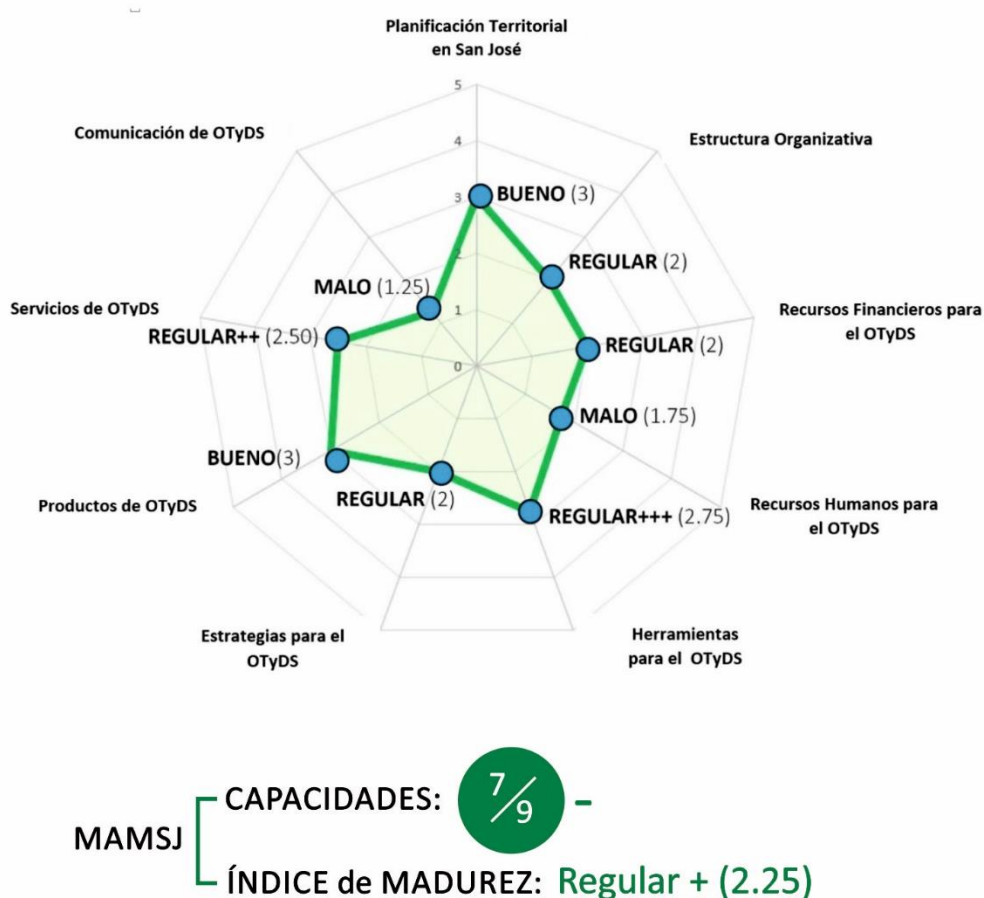 Planificación Territorial
en San José
Comunicación de OTyDS
Estructura Organizativa
5
4
3
2
1
0
BUENO (3)
REGULAR (2)
MALO (1.25)
Servicios de OTyDS
REGULAR++ (2.50)
Recursos Financieros para
el OTyDS
REGULAR (2)
MALO (1.75)
BUENO(3)
Productos de OTyDS
REGULAR (2)
REGULAR+++ (2.75)
Recursos Humanos para
el OTyDS
Estrategias para el
OTyDS
Herramientas
para el OTyDS
MAMSJ
CAPACIDADES: 7/9 -
ÍNDICE de MADUREZ: Regular + (2.25)